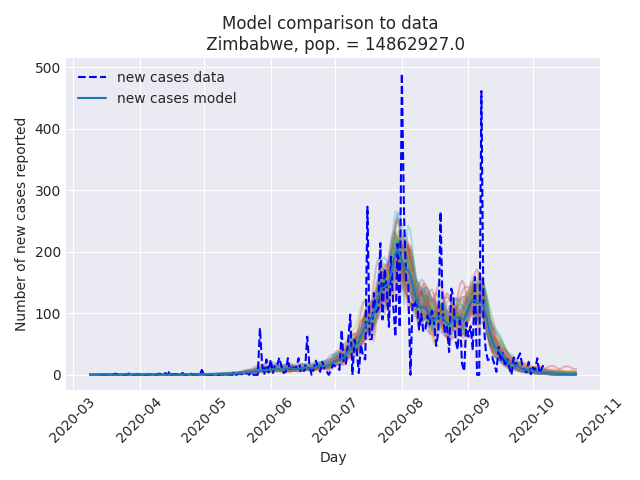 Model comparison to data
Zimbabwe, pop. = 14862927.0
new cases data
new cases model
Number of new cases reported
500
400
300
200
100
0
2020-03
2020-04
2020-05
2020-06
2020-07
2020-08
2020-09
2020-10
2020-11
Day